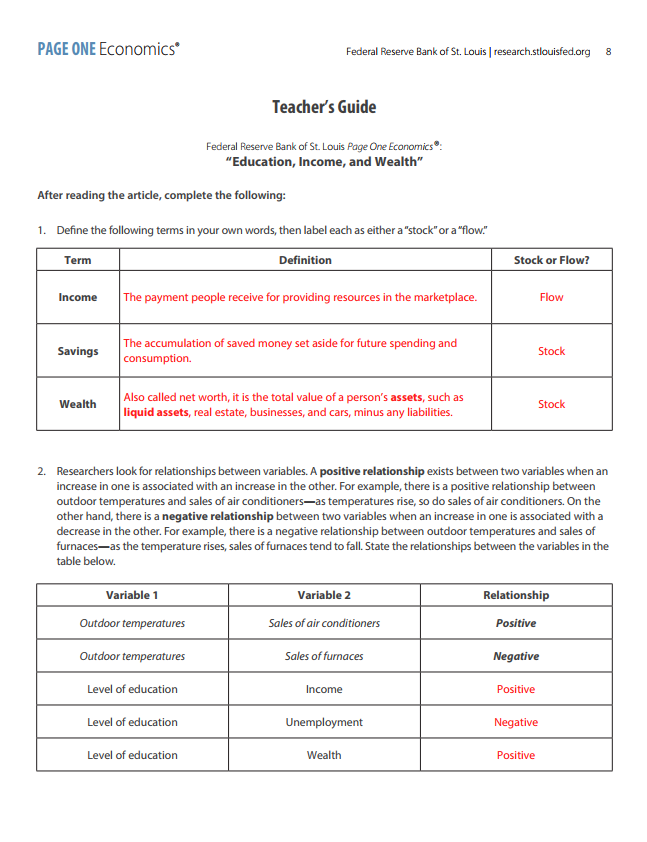 PAGE ONE Economics®
Federal Reserve Bank of St. Louis | research.stlouisfed.org 8
Teacher's Guide
Federal Reserve Bank of St. Louis Page One Economics®:
“Education, Income, and Wealth”
After reading the article, complete the following:
1. Define the following terms in your own words, then label each as either a “stock” or a “flow.”
Term Definition Stock or Flow?
Income The payment people receive for providing resources in the marketplace. Flow
Savings The accumulation of saved money set aside for future spending and
consumption. Stock
Wealth Also called net worth, it is the total value of a person's assets, such as
liquid assets, real estate, businesses, and cars, minus any liabilities. Stock
2. Researchers look for relationships between variables. A positive relationship exists between two variables when an
increase in one is associated with an increase in the other. For example, there is a positive relationship between
outdoor temperatures and sales of air conditioners—as temperatures rise, so do sales of air conditioners. On the
other hand, there is a negative relationship between two variables when an increase in one is associated with a
decrease in the other. For example, there is a negative relationship between outdoor temperatures and sales of
furnaces—as the temperature rises, sales of furnaces tend to fall. State the relationships between the variables in the
table below.
Variable 1 Variable 2 Relationship
Outdoor temperatures Sales of air conditioners Positive
Outdoor temperatures Sales of furnaces Negative
Level of education Income Positive
Level of education Unemployment Negative
Level of education Wealth Positive